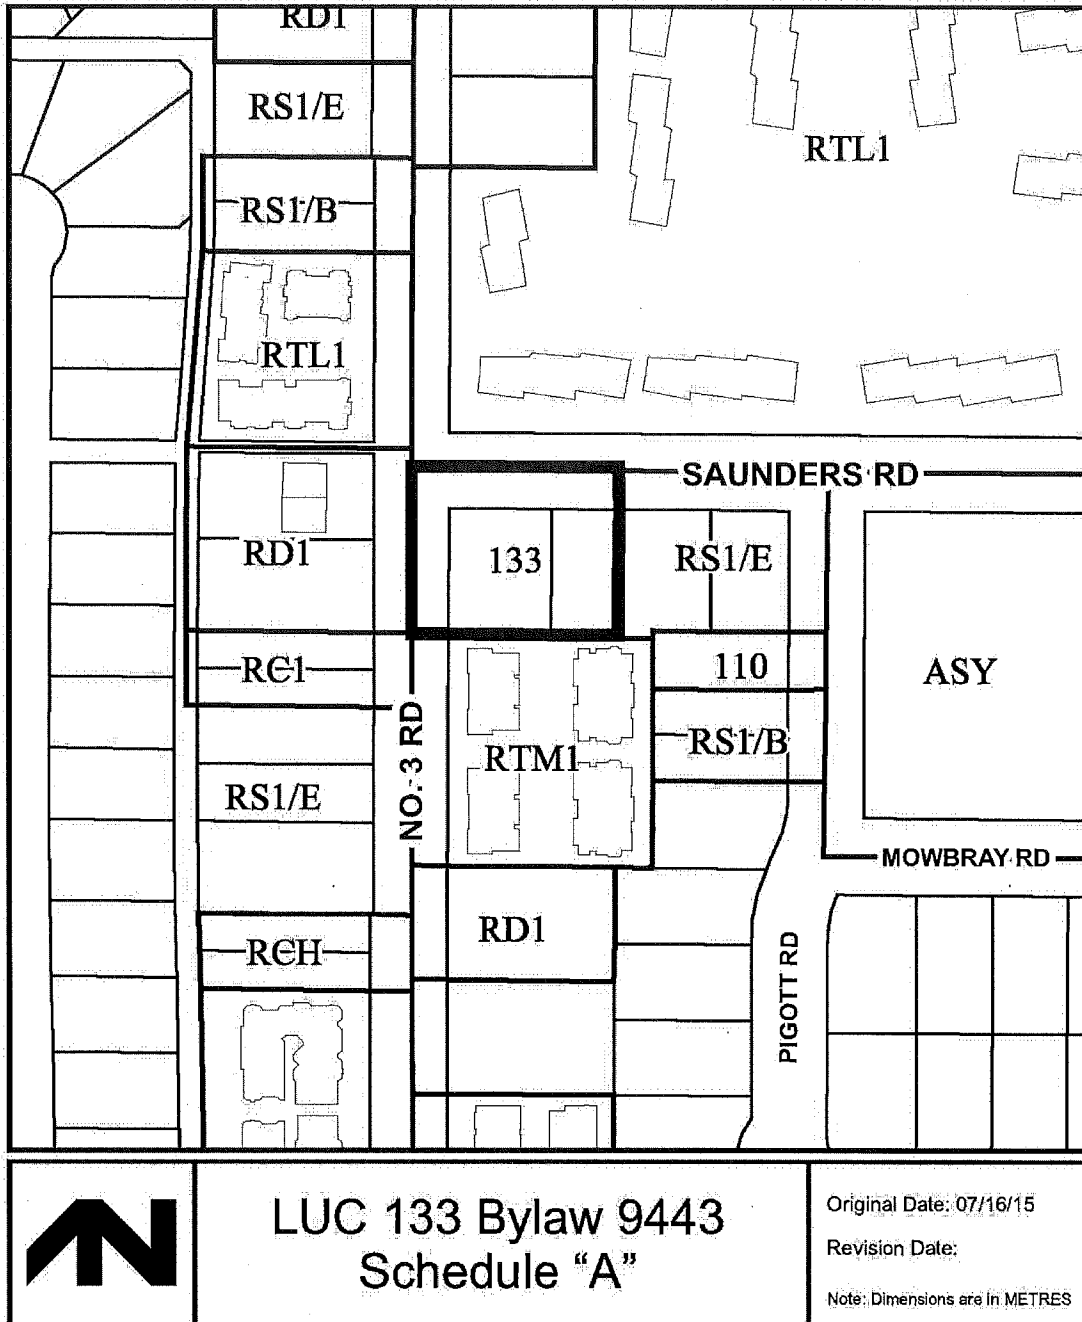 RD1
RS1/E
RTL1
RS1/B
RTL1
SAUNDERS RD
RD1
133
RS1/E
RC1
110
ASY
NO. 3 RD
RTM1
RS1/B
RS1/E
MOWBRAY RD
RD1
RCH
PIGOTT RD
LUC 133 Bylaw 9443
Schedule “A”
Original Date: 07/16/15
Revision Date:
Note: Dimensions are in METRES